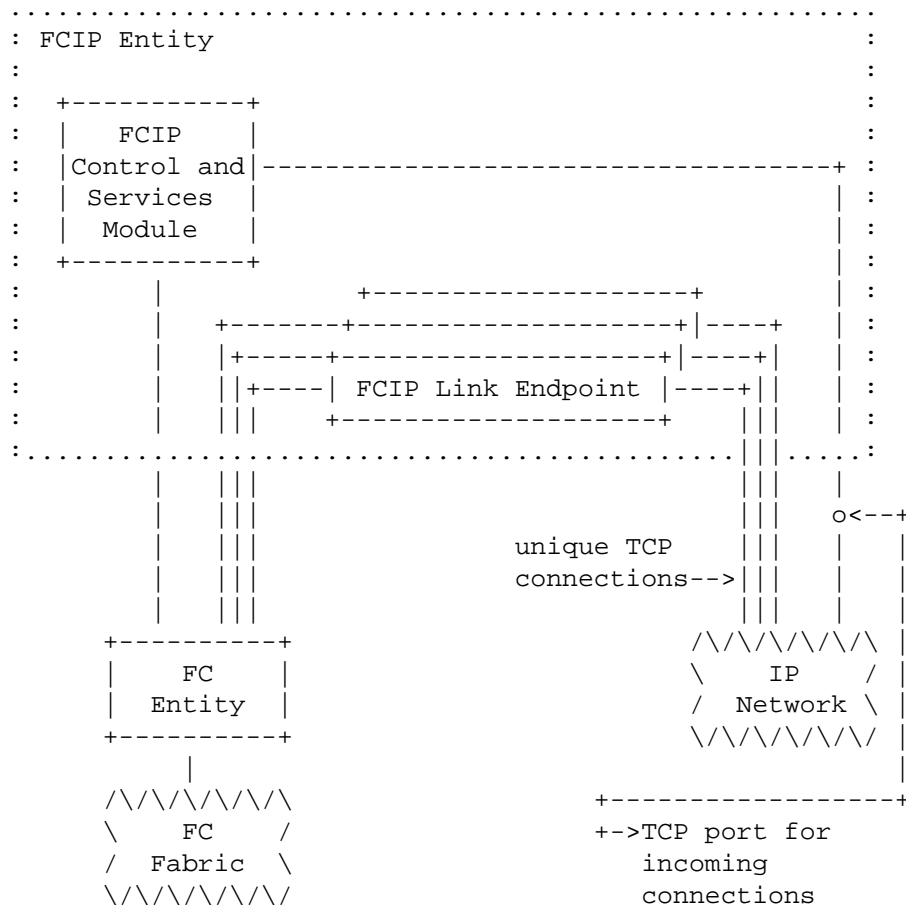 FCIP Entity
FCIP
Control and
Services
Module
FCIP Link Endpoint
unique TCP
connections-->
FC
Entity
IP
Network
FC
Fabric
TCP port for
incoming
connections